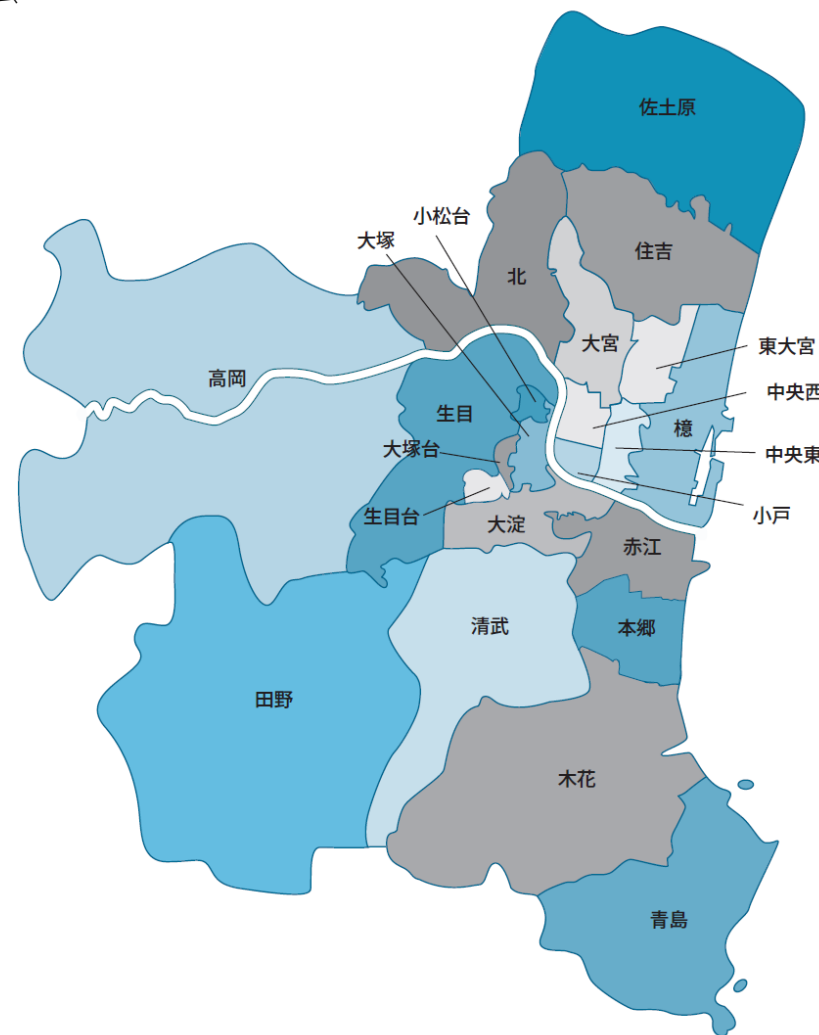 佐土原
小松台
大塚
住吉
北
大宮
東大宮
高岡
中央西
生目
檍
大塚台
中央東
生目台
小戸
大淀
赤江
清武
本郷
田野
木花
青島